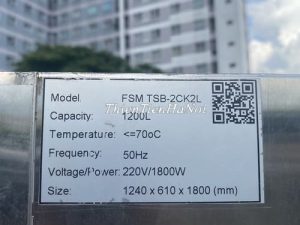 Model. FSM TSB-2CK2L
ThienTienHaNoi
Capacity: 1200L
Temperature: <=70oC
Frequency: 50Hz
Voltage/Power: 220V/1800W
Size: 1240 x 610 x 1800 (mm)